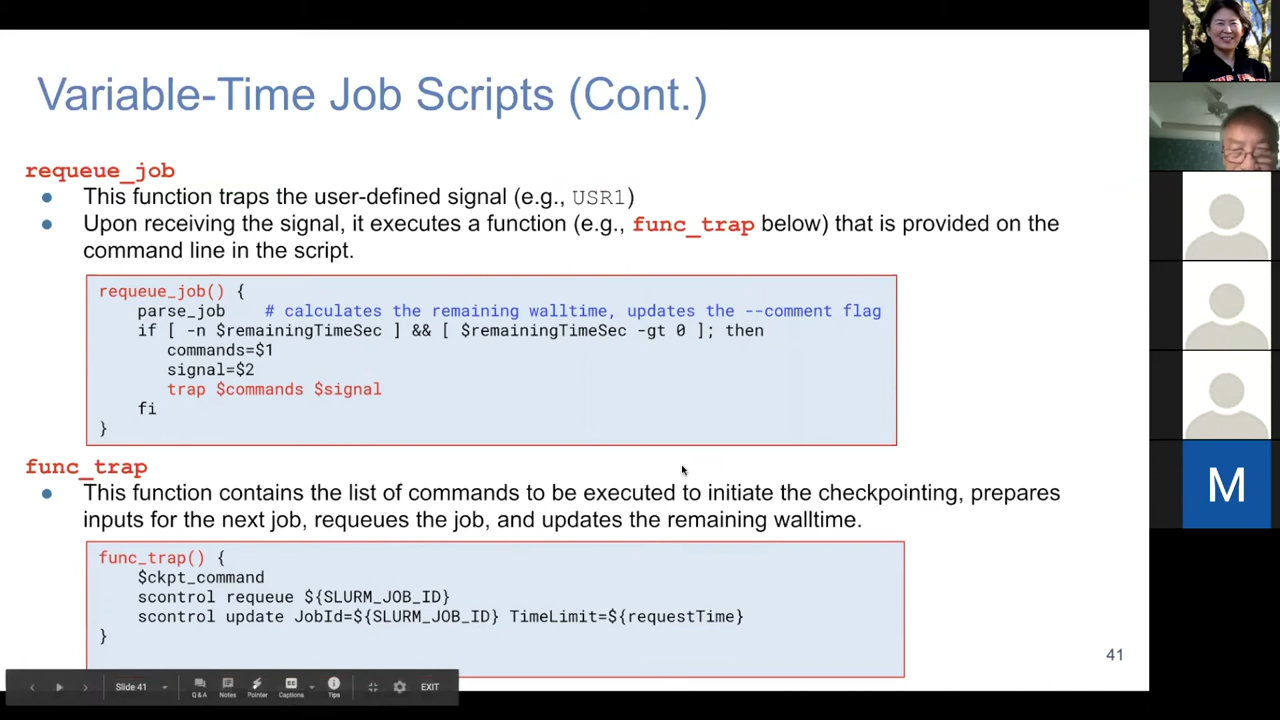 Variable-Time Job Scripts (Cont.)
requeue_job
● This function traps the user-defined signal (e.g., USR1)
● Upon receiving the signal, it executes a function (e.g., func_trap below) that is provided on the
command line in the script.
requeue_job() {
parse_job # calculates the remaining walltime, updates the --comment flag
if [ -n $remainingTimeSec ] && [ $remainingTimeSec -gt 0 ]; then
commands=$1
signal=$2
trap $commands $signal
fi
}
func_trap
● This function contains the list of commands to be executed to initiate the checkpointing, prepares
inputs for the next job, requeues the job, and updates the remaining walltime.
func_trap() {
$ckpt_command
scontrol requeue ${SLURM_JOB_ID}
scontrol update JobId=${SLURM_JOB_ID} TimeLimit=${requestTime}
}
41
Slide 41
Q&A Notes Pointer Captions Tips EXIT
M